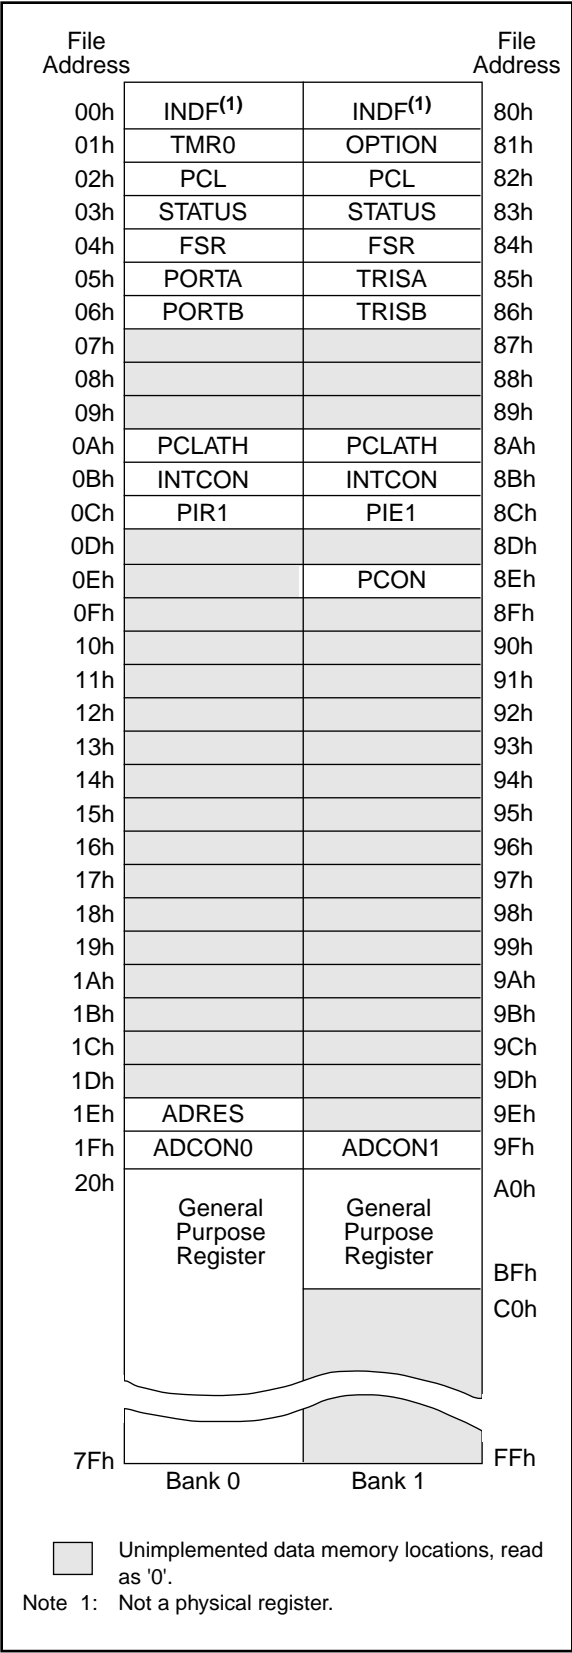 File Address File Address
00h INDF(1) INDF(1) 80h
01h TMR0 OPTION 81h
02h PCL PCL 82h
03h STATUS STATUS 83h
04h FSR FSR 84h
05h PORTA TRISA 85h
06h PORTB TRISB 86h
07h 87h
08h 88h
09h 89h
0Ah PCLATH PCLATH 8Ah
0Bh INTCON INTCON 8Bh
0Ch PIR1 PIE1 8Ch
0Dh 8Dh
0Eh PCON 8Eh
0Fh 8Fh
10h 90h
11h 91h
12h 92h
13h 93h
14h 94h
15h 95h
16h 96h
17h 97h
18h 98h
19h 99h
1Ah 9Ah
1Bh 9Bh
1Ch 9Ch
1Dh 9Dh
1Eh ADRES 9Eh
1Fh ADCON0 ADCON1 9Fh
20h A0h
General General
Purpose Purpose
Register Register
BFh
C0h
7Fh FFh
Bank 0 Bank 1
Unimplemented data memory locations, read
as '0'.
Note 1: Not a physical register.